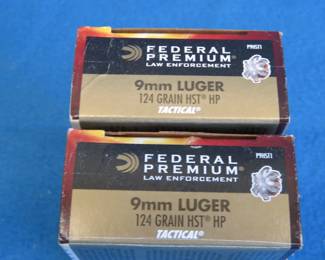 FEDERAL
PREMIUM
LAW ENFORCEMENT
P9HST1
9mm LUGER
124 GRAIN HST® HP
TACTICAL®
FEDERAL
PREMIUM®
LAW ENFORCEMENT
P9HST1
9mm LUGER
124 GRAIN HST® HP
TACTICAL®